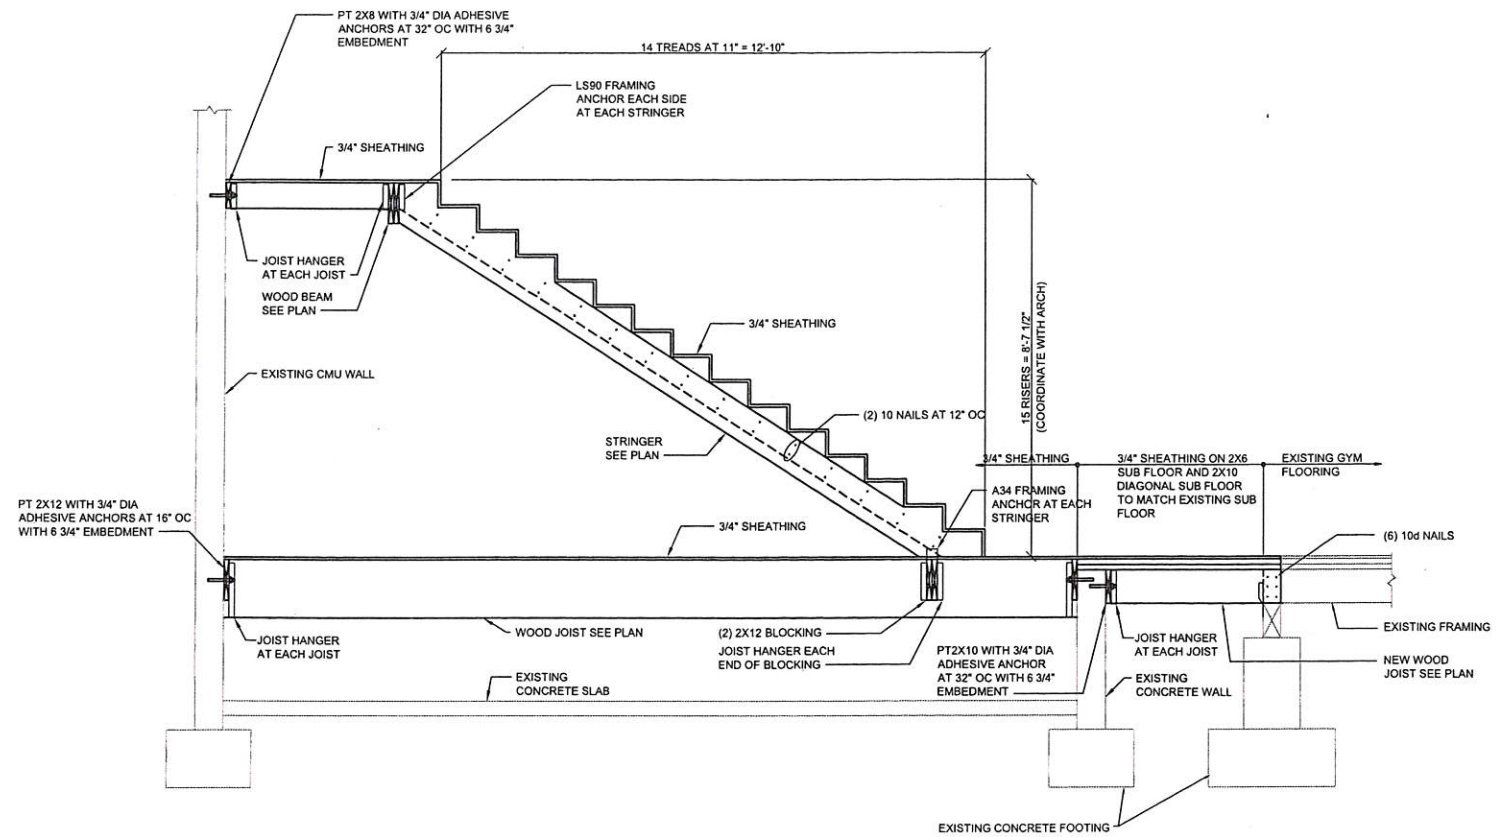 PT 2X8 WITH 3/4" DIA ADHESIVE
ANCHORS AT 32" OC WITH 6 3/4"
EMBEDMENT
14 TREADS AT 11" = 12'-10"
LS90 FRAMING
ANCHOR EACH SIDE
AT EACH STRINGER
3/4" SHEATHING
JOIST HANGER
AT EACH JOIST
WOOD BEAM
SEE PLAN
3/4" SHEATHING
15 RISERS = 8'-7 1/2"
(COORDINATE WITH ARCH)
EXISTING CMU WALL
(2) 10 NAILS AT 12" OC
STRINGER
SEE PLAN
3/4" SHEATHING
3/4" SHEATHING ON 2X6
SUB FLOOR AND 2X10
DIAGONAL SUB FLOOR
TO MATCH EXISTING SUB
FLOOR
EXISTING GYM
FLOORING
A34 FRAMING
ANCHOR AT EACH
STRINGER
PT 2X12 WITH 3/4" DIA
ADHESIVE ANCHORS AT 16" OC
WITH 6 3/4" EMBEDMENT
3/4" SHEATHING
(6) 10d NAILS
JOIST HANGER
AT EACH JOIST
WOOD JOIST SEE PLAN
(2) 2X12 BLOCKING
JOIST HANGER EACH
END OF BLOCKING
PT2X10 WITH 3/4" DIA
ADHESIVE ANCHOR
AT 32" OC WITH 6 3/4"
EMBEDMENT
JOIST HANGER
AT EACH JOIST
EXISTING
CONCRETE WALL
EXISTING FRAMING
NEW WOOD
JOIST SEE PLAN
EXISTING
CONCRETE SLAB
EXISTING CONCRETE FOOTING